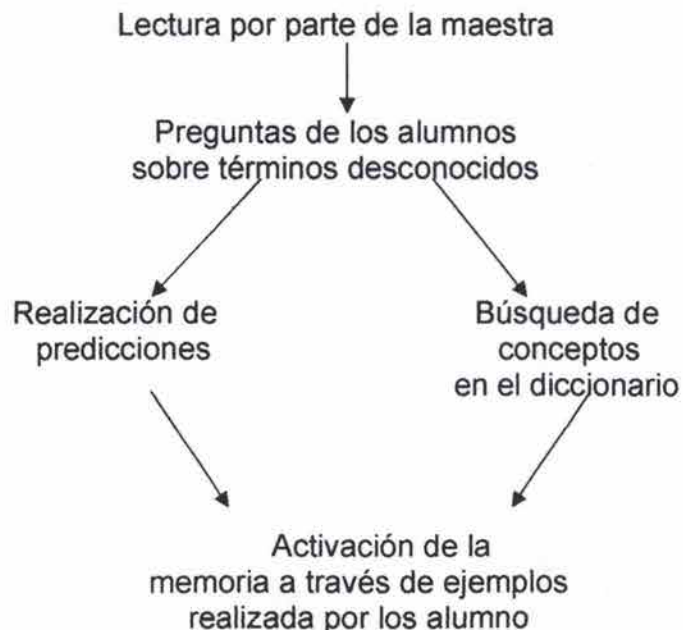 Lectura por parte de la maestra
Preguntas de los alumnos
sobre términos desconocidos
Realización de
predicciones
Búsqueda de
conceptos
en el diccionario
Activación de la
memoria a través de ejemplos
realizada por los alumno